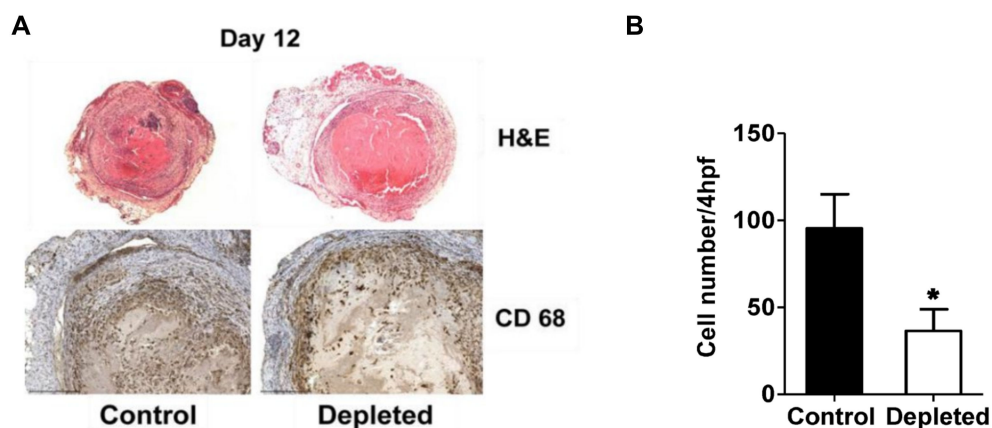 A
Day 12
H&E
CD 68
Control
Depleted
B
Cell number/4hpf
150
100
50
0
*
Control
Depleted